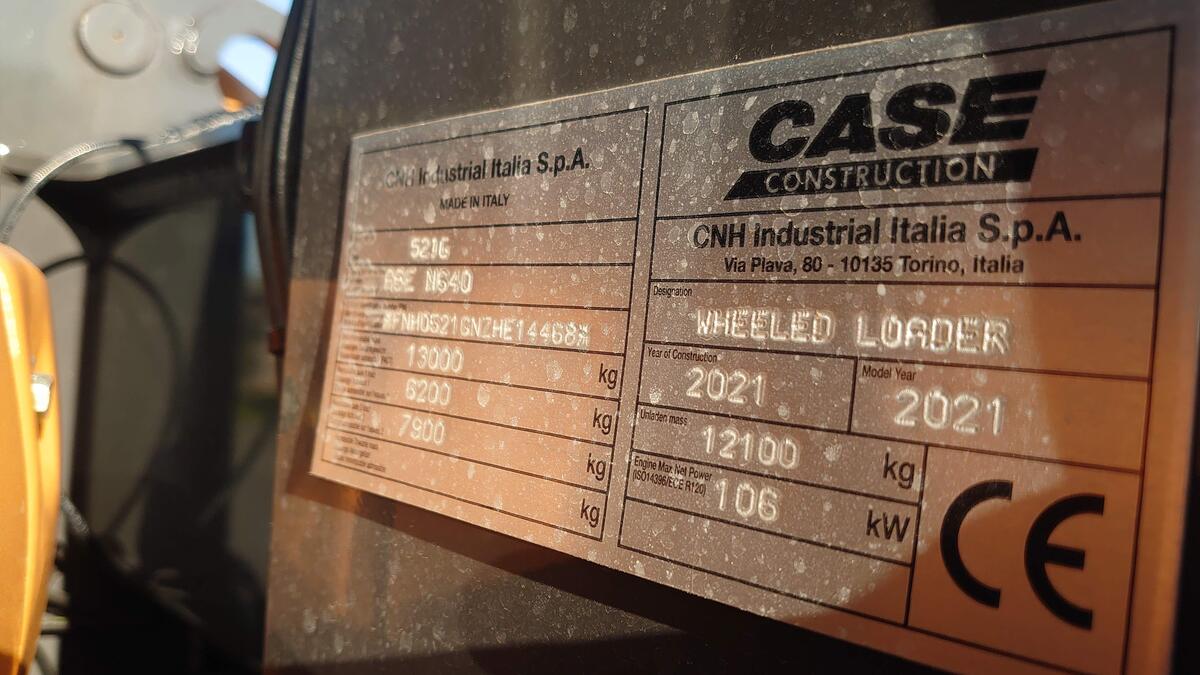 CNH Industrial Italia S.p.A.
MADE IN ITALY
521G
NG40
*FNH0521GNZHE14468*
13000 kg
6200 kg
7900 kg
kg
CASE
CONSTRUCTION
CNH Industrial Italia S.p.A.
Via Plava, 80 - 10135 Torino, Italia
Designation
WHEELED LOADER
Year of Construction
2021
Model Year
2021
Unladen mass
12100 kg
Engine Max Net Power
(ISO14396/ECE R120)
106 kW
CE